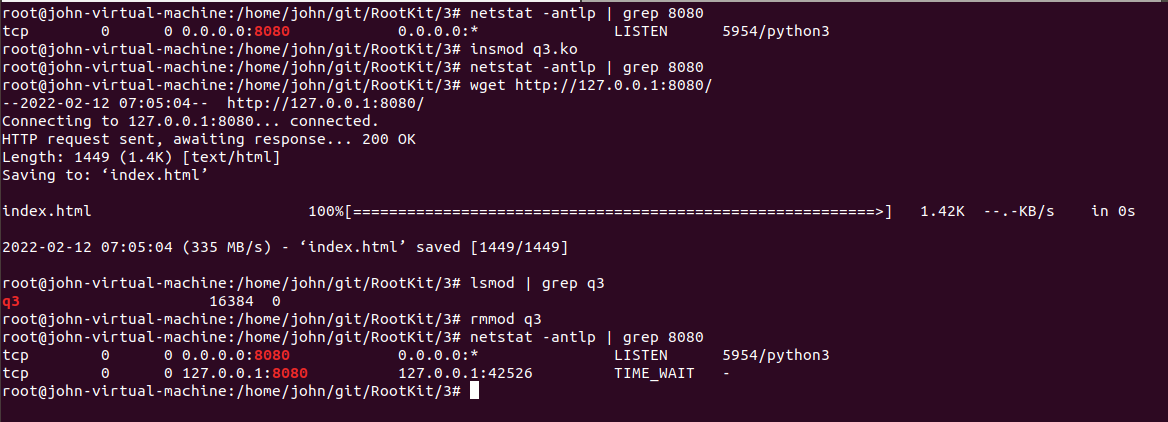 root@john-virtual-machine:/home/john/git/RootKit/3# netstat -antlp | grep 8080
tcp        0      0 0.0.0.0:8080            0.0.0.0:*               LISTEN      5954/python3
root@john-virtual-machine:/home/john/git/RootKit/3# insmod q3.ko
root@john-virtual-machine:/home/john/git/RootKit/3# netstat -antlp | grep 8080
root@john-virtual-machine:/home/john/git/RootKit/3# wget http://127.0.0.1:8080/
--2022-02-12 07:05:04--  http://127.0.0.1:8080/
Connecting to 127.0.0.1:8080... connected.
HTTP request sent, awaiting response... 200 OK
Length: 1449 (1.4K) [text/html]
Saving to: ‘index.html’
index.html                        100%[==========================================================>]   1.42K  --.-KB/s    in 0s
2022-02-12 07:05:04 (335 MB/s) - ‘index.html’ saved [1449/1449]
root@john-virtual-machine:/home/john/git/RootKit/3# lsmod | grep q3
q3                     16384  0
root@john-virtual-machine:/home/john/git/RootKit/3# rmmod q3
root@john-virtual-machine:/home/john/git/RootKit/3# netstat -antlp | grep 8080
tcp        0      0 0.0.0.0:8080            0.0.0.0:*               LISTEN      5954/python3
tcp        0      0 127.0.0.1:8080          127.0.0.1:42526         TIME_WAIT   -
root@john-virtual-machine:/home/john/git/RootKit/3#